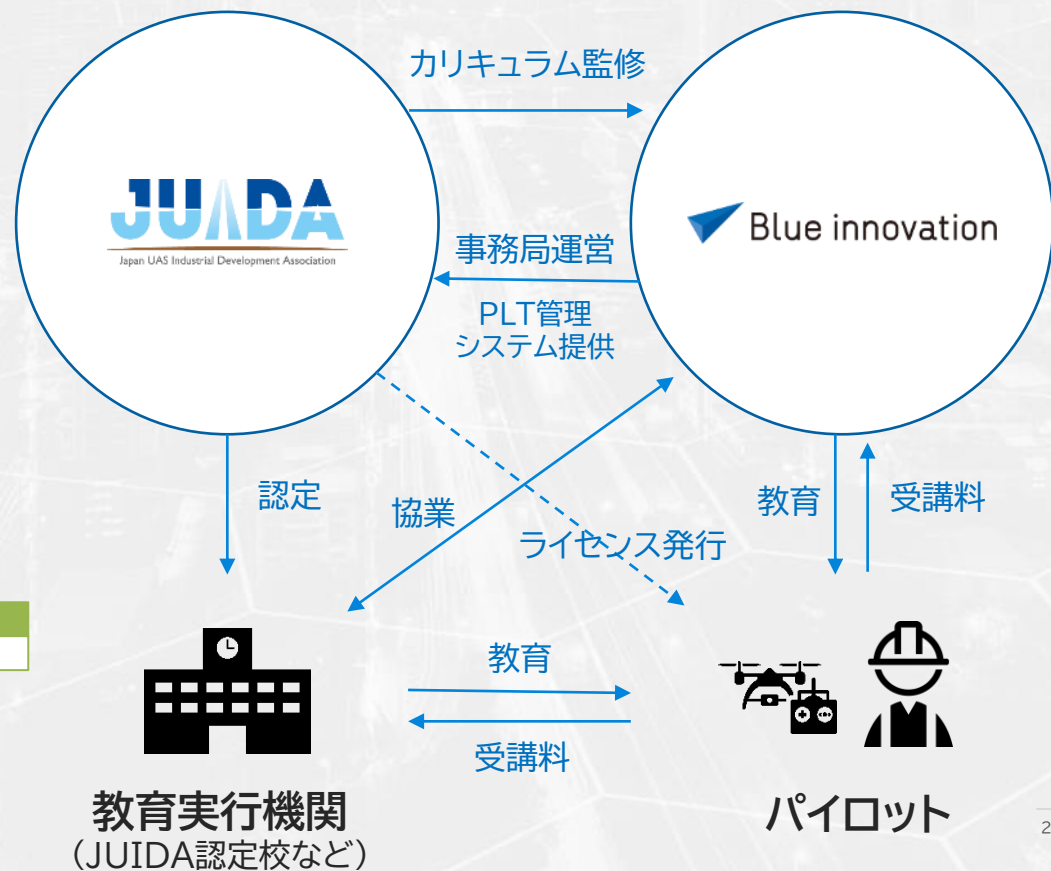 カリキュラム監修
JUIDA
Japan UAS Industrial Development Association
Blue innovation
事務局運営
PLT管理
システム提供
認定
協業
ライセンス発行
教育
受講料
教育
受講料
教育実行機関
（JUIDA認定校など）
パイロット
2